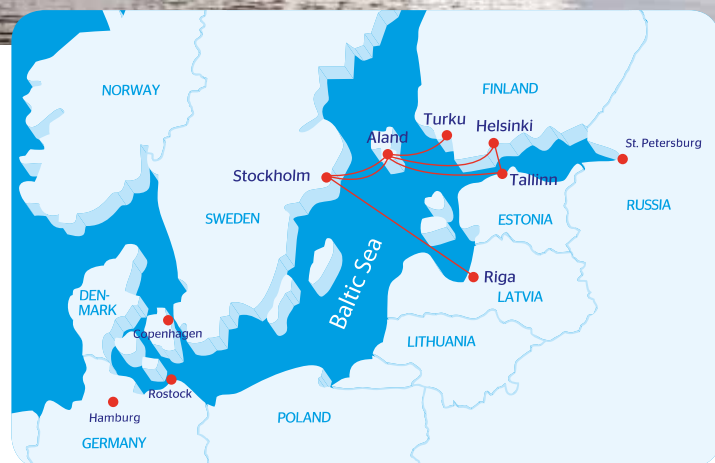 NORWAY
FINLAND
Turku
Helsinki
Aland
St. Petersburg
Stockholm
Tallinn
RUSSIA
SWEDEN
ESTONIA
Baltic Sea
Riga
LATVIA
DEN-
MARK
Copenhagen
LITHUANIA
Rostock
Hamburg
POLAND
GERMANY